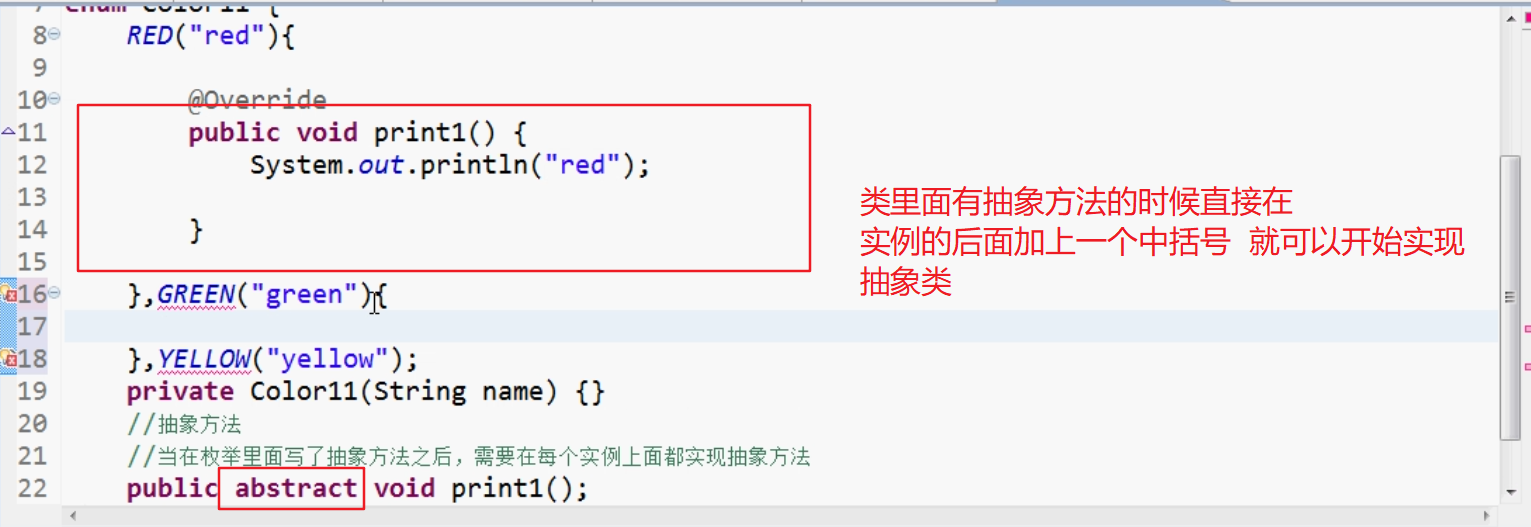 enum Color11 {
8 RED("red"){
9
10 @Override
11 public void print1() {
12 System.out.println("red");
13
14 }
15
16 },GREEN("green"){
17
18 },YELLOW("yellow");
19 private Color11(String name) {}
20 //抽象方法
21 //当在枚举里面写了抽象方法之后，需要在每个实例上面都实现抽象方法
22 public abstract void print1();
类里面有抽象方法的时候直接在
实例的后面加上一个中括号 就可以开始实现
抽象类